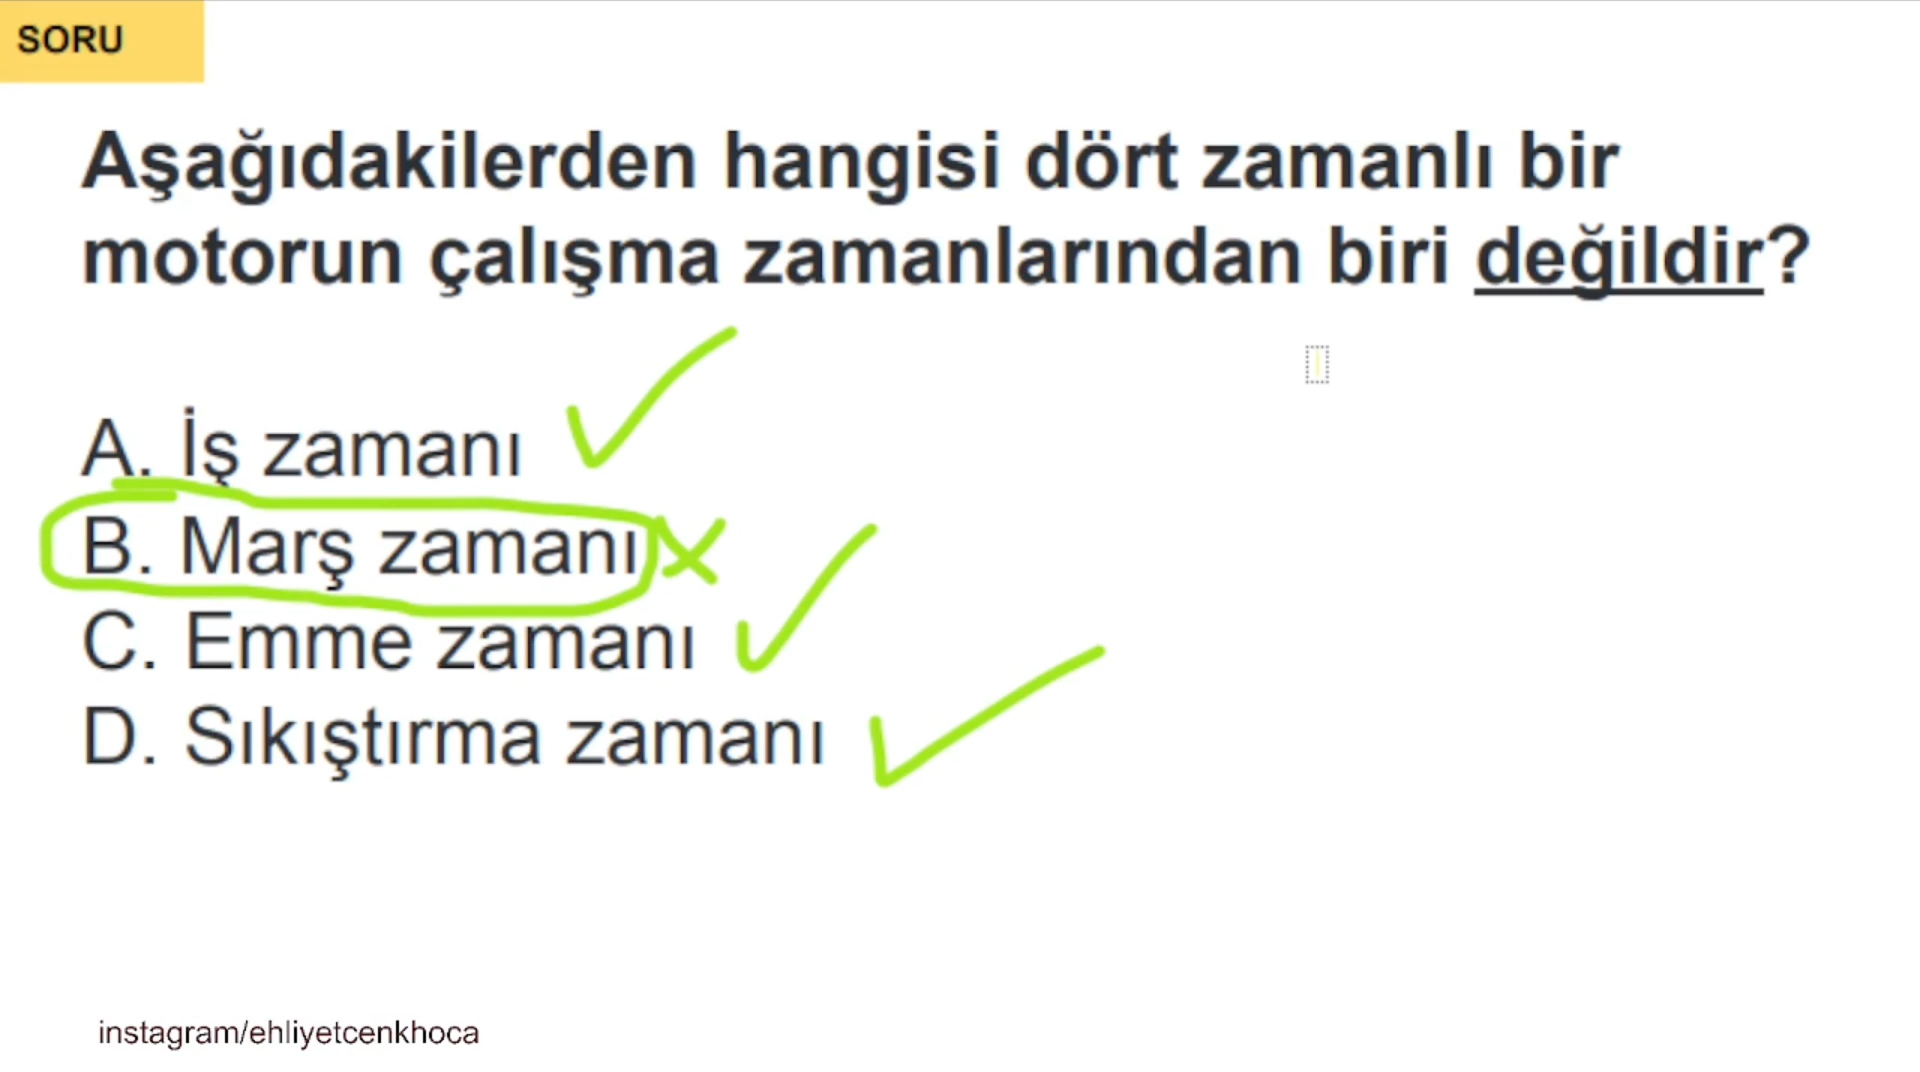 SORU
Aşağıdakilerden hangisi dört zamanlı bir
motorun çalışma zamanlarından biri değildir?
A. İş zamanı
B. Marş zamanı
C. Emme zamanı
D. Sıkıştırma zamanı
instagram/ehliyetcenkhoca